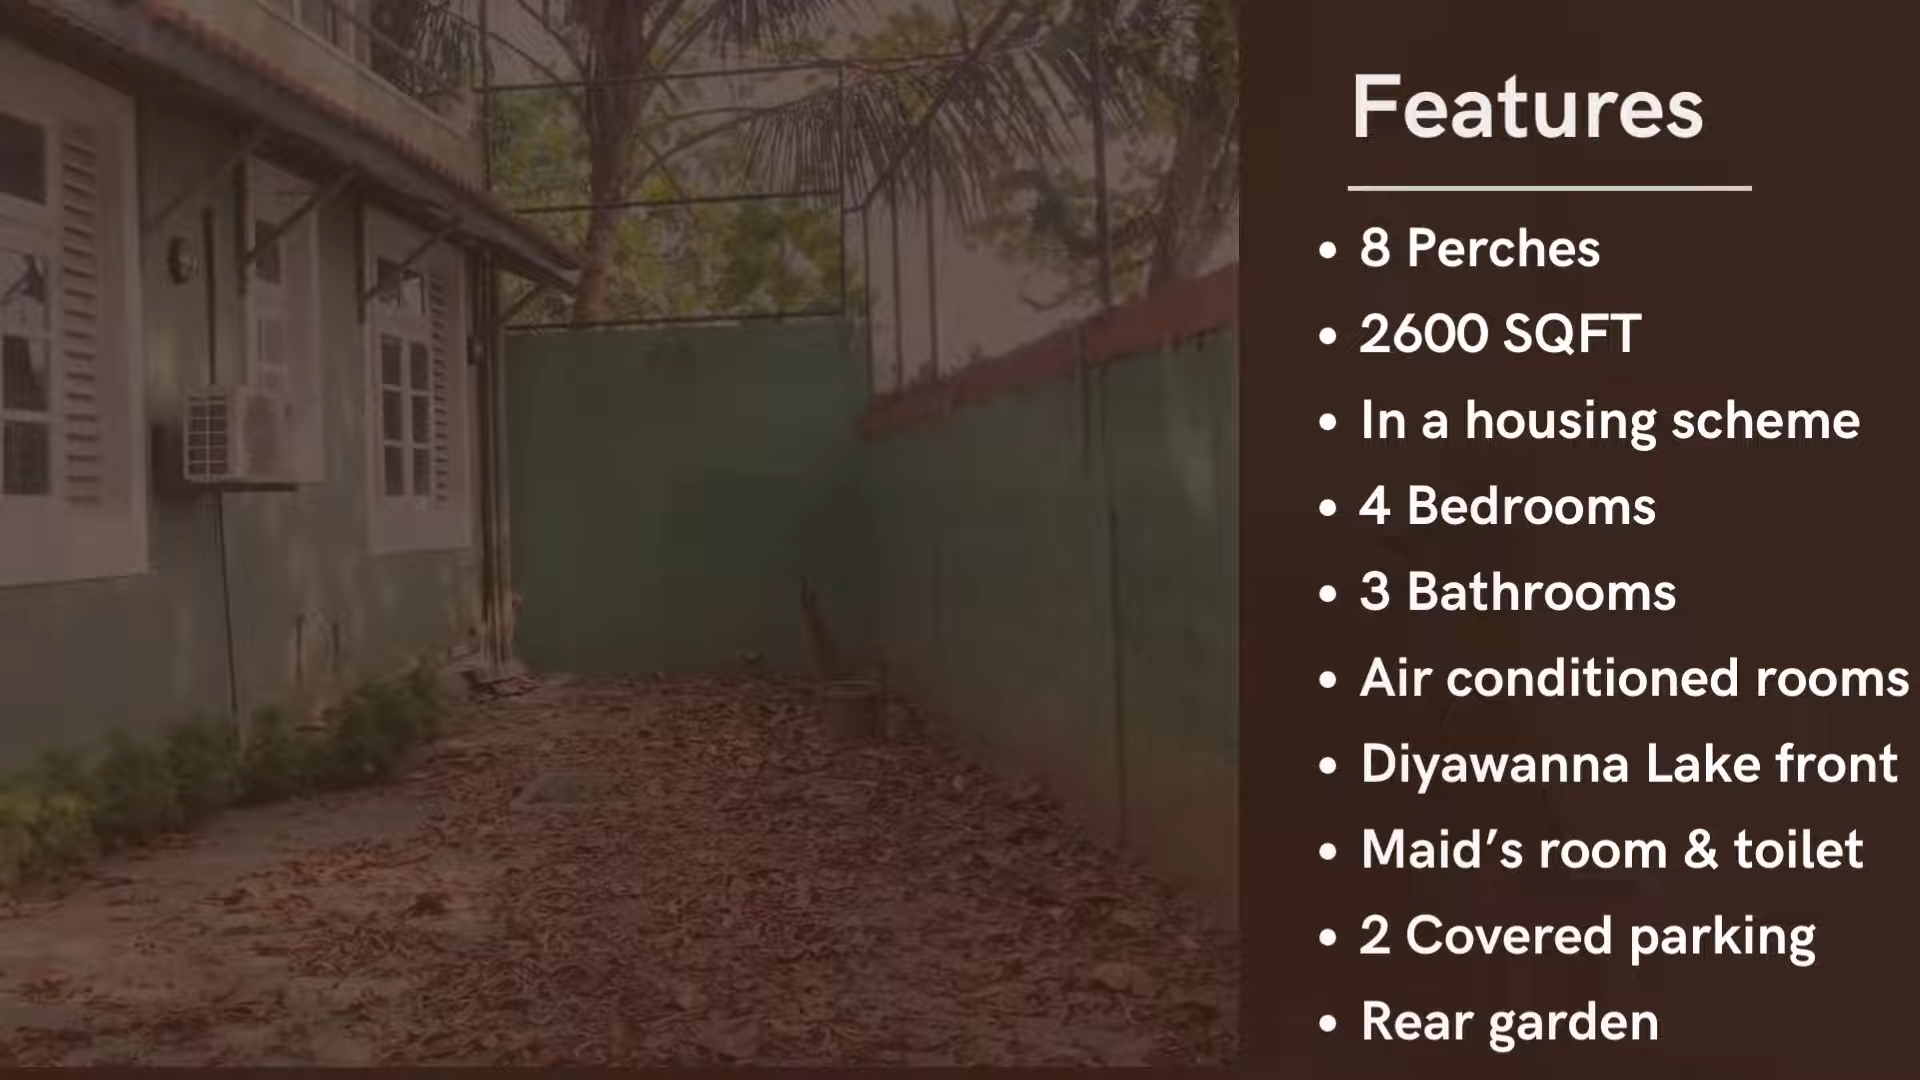 Features
• 8 Perches
• 2600 SQFT
• In a housing scheme
• 4 Bedrooms
• 3 Bathrooms
• Air conditioned rooms
• Diyawanna Lake front
• Maid’s room & toilet
• 2 Covered parking
• Rear garden